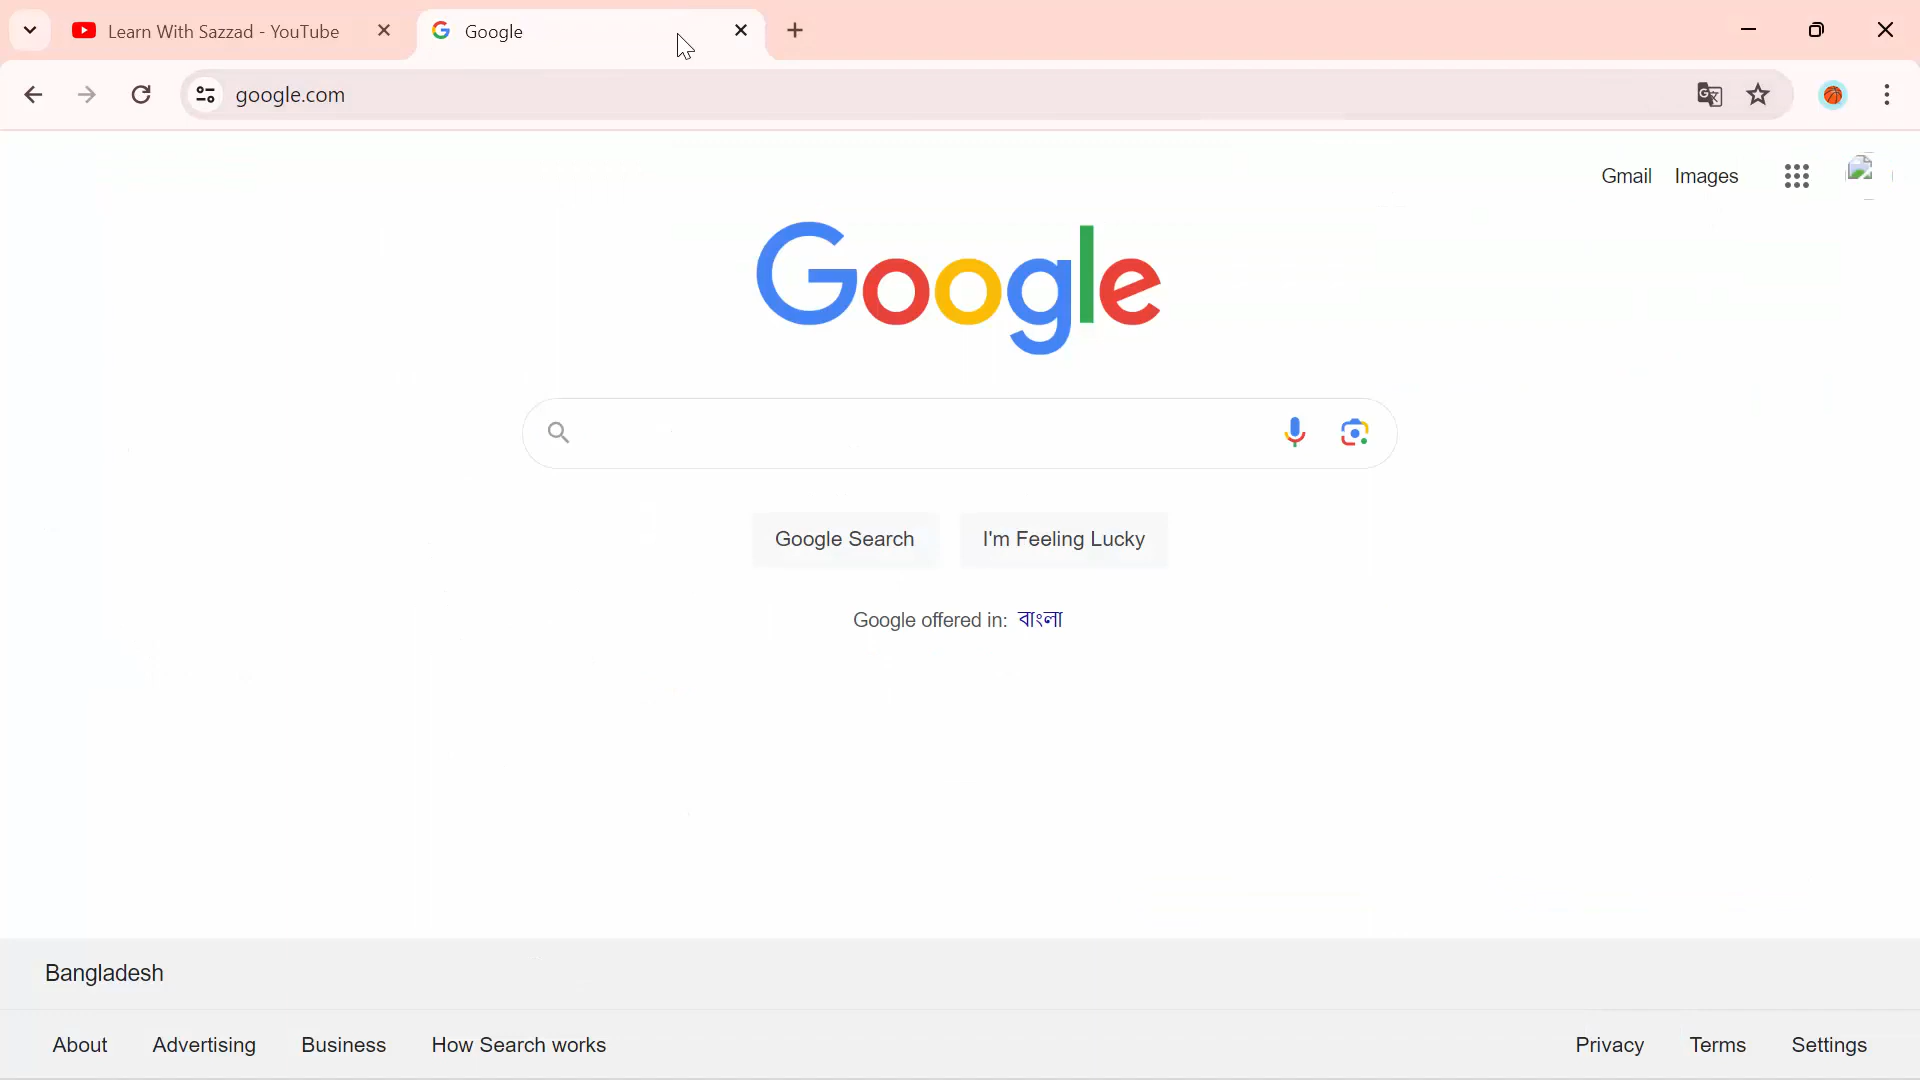 Learn With Sazzad - YouTube
Google
google.com
Gmail Images
Google
Google Search
I'm Feeling Lucky
Google offered in: বাংলা
Bangladesh
About Advertising Business How Search works
Privacy Terms Settings